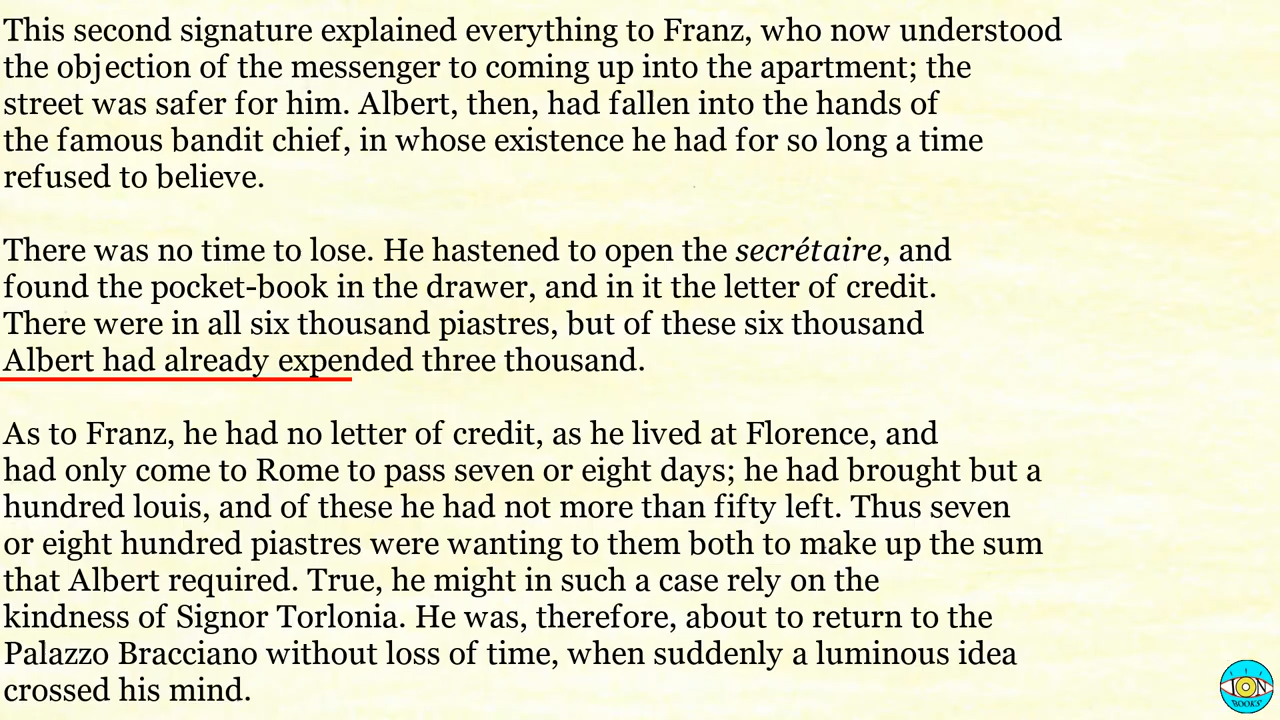 This second signature explained everything to Franz, who now understood
the objection of the messenger to coming up into the apartment; the
street was safer for him. Albert, then, had fallen into the hands of
the famous bandit chief, in whose existence he had for so long a time
refused to believe.
There was no time to lose. He hastened to open the secrétaire, and
found the pocket-book in the drawer, and in it the letter of credit.
There were in all six thousand piastres, but of these six thousand
Albert had already expended three thousand.
As to Franz, he had no letter of credit, as he lived at Florence, and
had only come to Rome to pass seven or eight days; he had brought but a
hundred louis, and of these he had not more than fifty left. Thus seven
or eight hundred piastres were wanting to them both to make up the sum
that Albert required. True, he might in such a case rely on the
kindness of Signor Torlonia. He was, therefore, about to return to the
Palazzo Bracciano without loss of time, when suddenly a luminous idea
crossed his mind.
ION
BOOKS